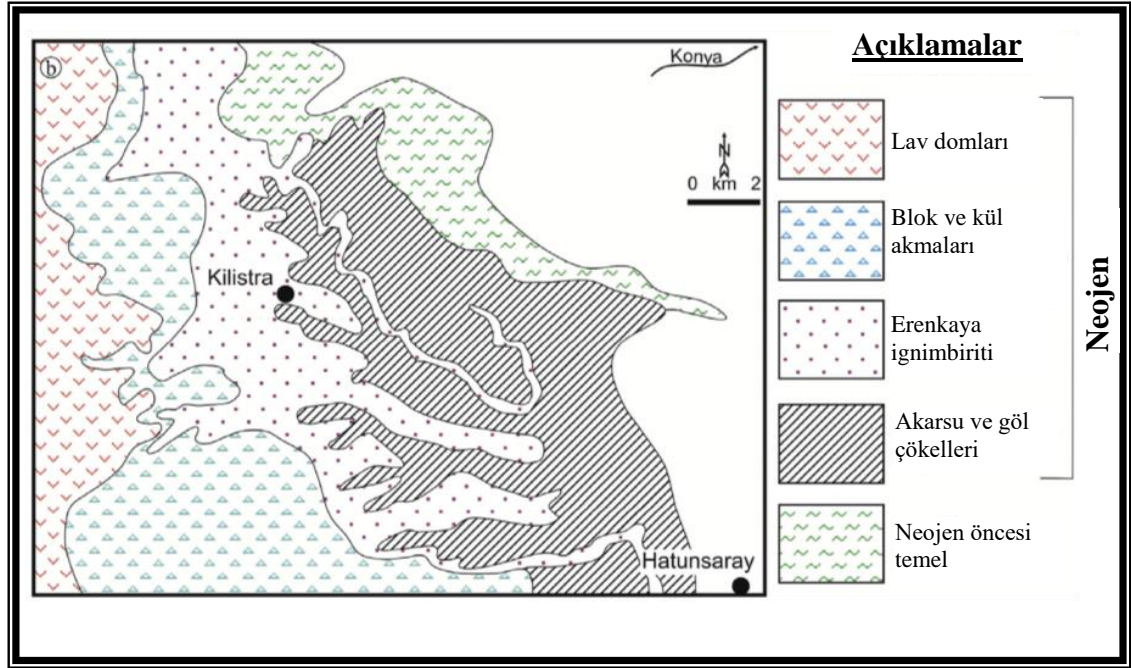 b
Konya
N
0 km 2
Kilistra
Hatunsaray
Açıklamalar
Lav domları
Blok ve kül
akmaları
Erenkaya
ignimbiriti
Akarsu ve göl
çökelleri
Neojen öncesi
temel
Neojen